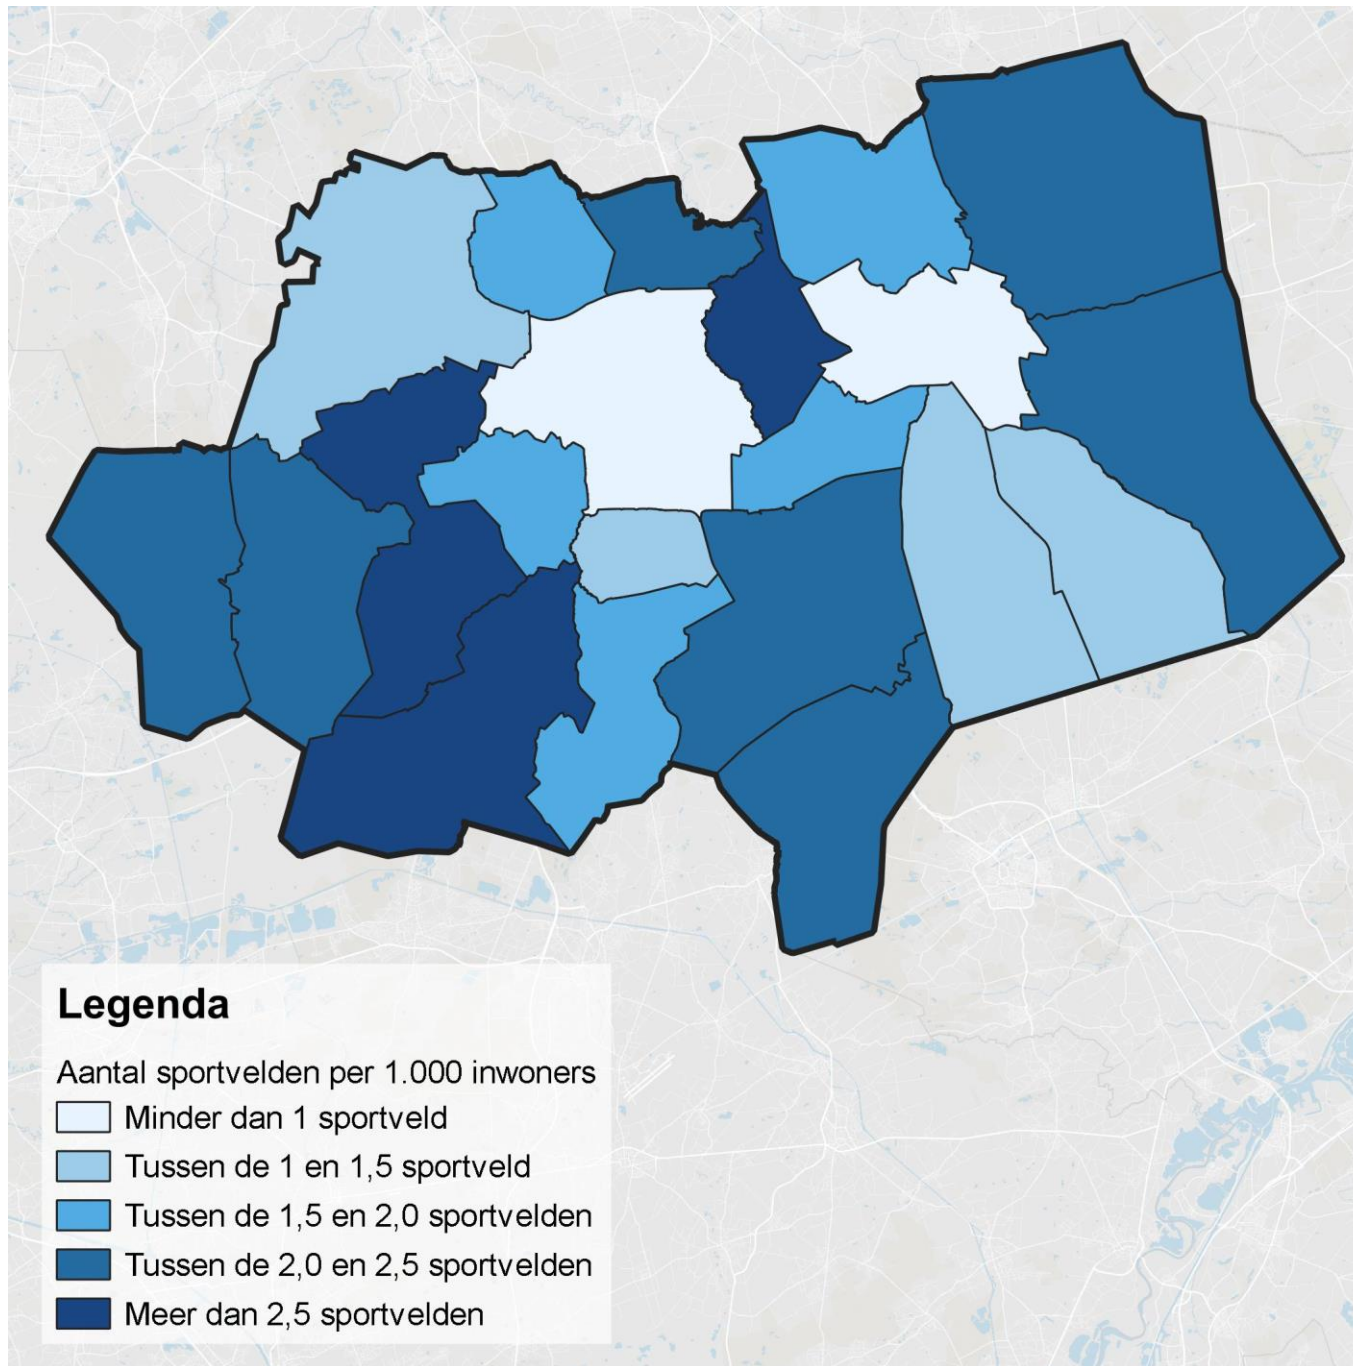 Legenda
Aantal sportvelden per 1.000 inwoners
Minder dan 1 sportveld
Tussen de 1 en 1,5 sportveld
Tussen de 1,5 en 2,0 sportvelden
Tussen de 2,0 en 2,5 sportvelden
Meer dan 2,5 sportvelden